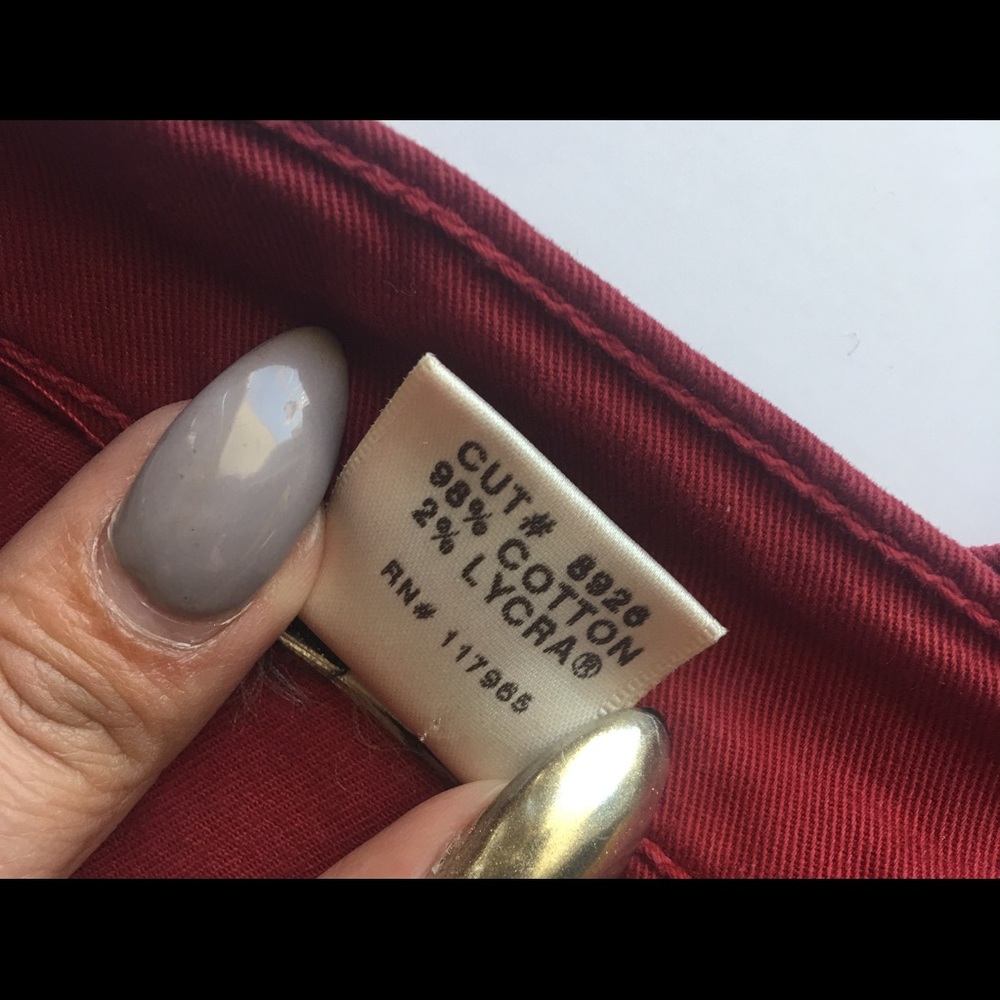 CUT# 8926
98% COTTON
2% LYCRA®
RN# 117965